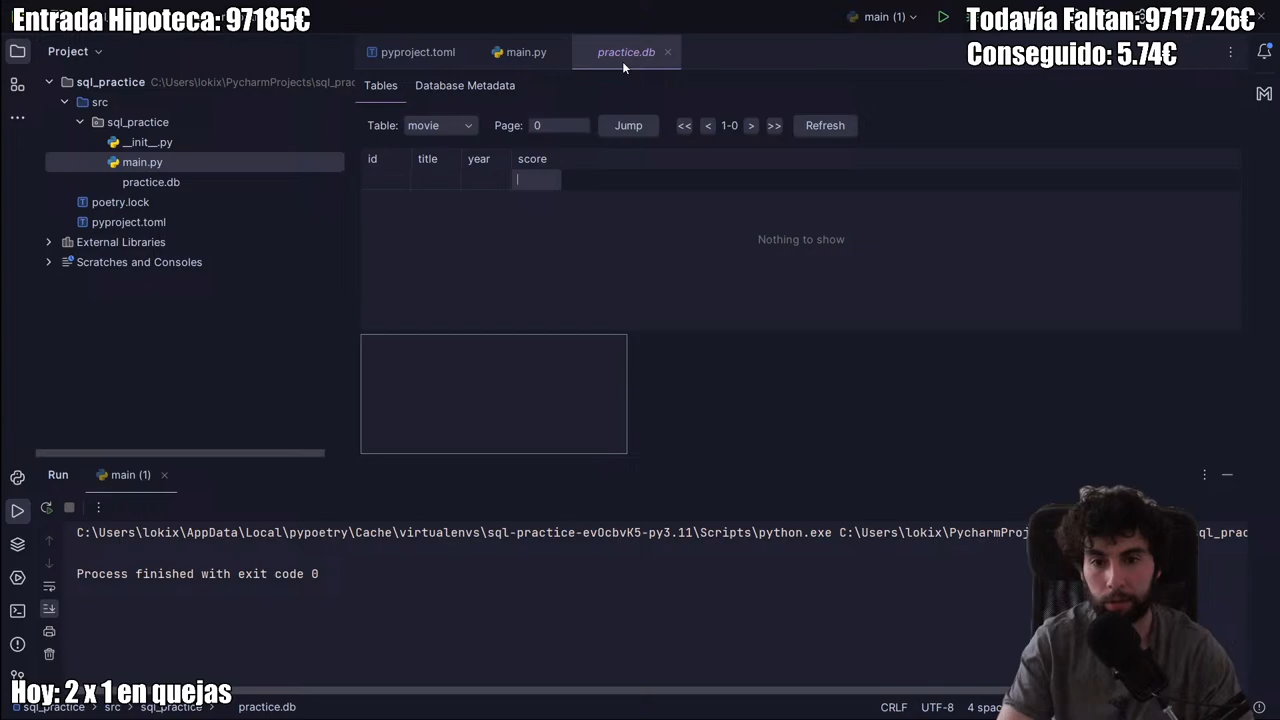 Entrada Hipoteca: 97185€
main (1)
Todavía Faltan: 97177.26€
Conseguido: 5.74€
Project
pyproject.toml
main.py
practice.db
sql_practice C:\Users\lokix\PycharmProjects\sql_prac
src
sql_practice
__init__.py
main.py
practice.db
poetry.lock
pyproject.toml
External Libraries
Scratches and Consoles
Tables
Database Metadata
Table: movie
Page: 0
Jump
<< < 1-0 > >>
Refresh
id title year score
Nothing to show
Run
main (1)
C:\Users\lokix\AppData\Local\pypoetry\Cache\virtualenvs\sql-practice-evOcbvK5-py3.11\Scripts\python.exe C:\Users\lokix\PycharmProj
ql_prac
Process finished with exit code 0
Hoy: 2 x 1 en quejas
sql_practice > src > sql_practice > practice.db
CRLF UTF-8 4 spac